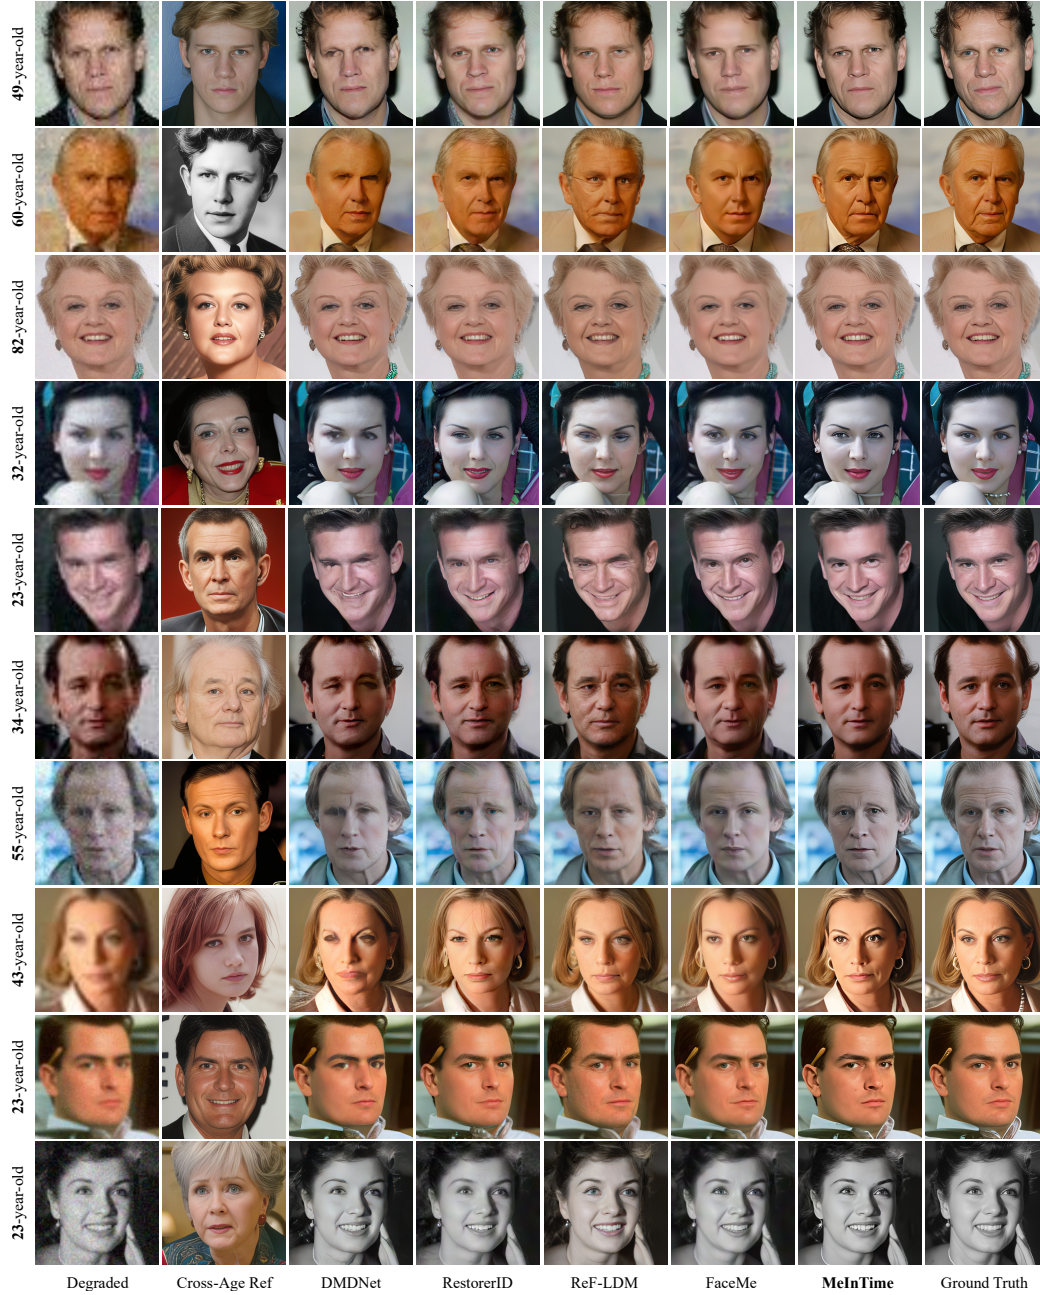 49-year-old
60-year-old
82-year-old
32-year-old
23-year-old
34-year-old
55-year-old
43-year-old
23-year-old
23-year-old
Degraded Cross-Age Ref DMDNet RestorerID ReF-LDM FaceMe MeInTime Ground Truth